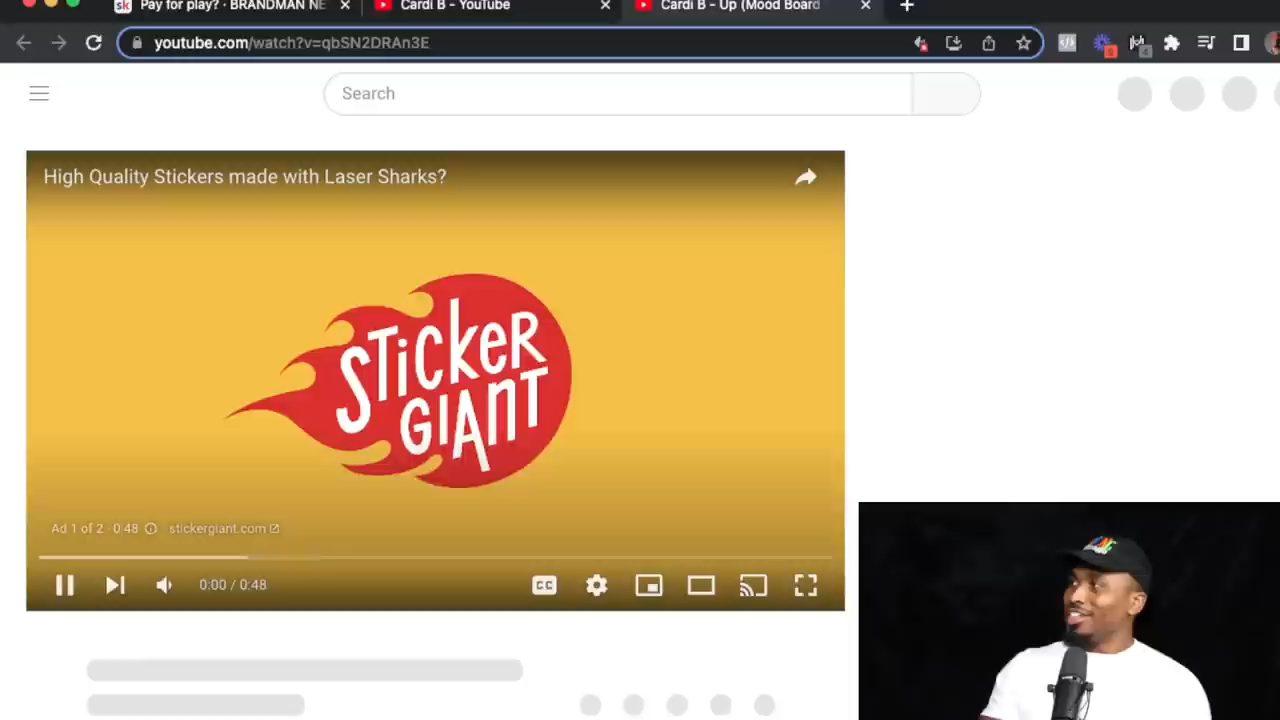 Pay for play? · BRANDMAN NE
Cardi B - YouTube
Cardi B - Up (Mood Board
youtube.com/watch?v=qbSN2DRAn3E
Search
High Quality Stickers made with Laser Sharks?
STICKER
GIANT
Ad 1 of 2 · 0:48
stickergiant.com
CC
0:00 / 0:48